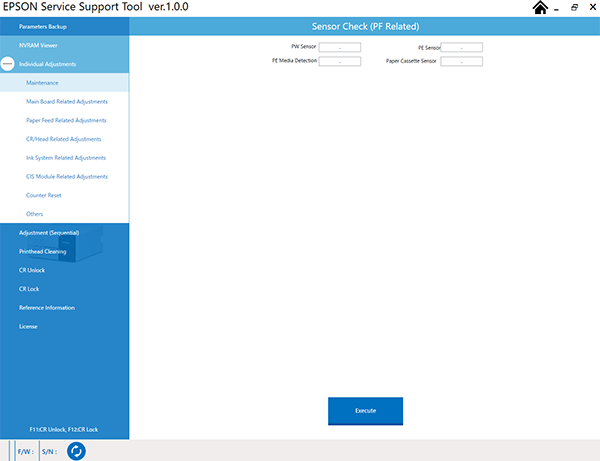 EPSON Service Support Tool ver.1.0.0
Parameters Backup
Sensor Check (PF Related)
NVRAM Viewer
Individual Adjustments
Maintenance
Main Board Related Adjustments
Paper Feed Related Adjustments
CR/Head Related Adjustments
Ink System Related Adjustments
CIS Module Related Adjustments
Counter Reset
Others
Adjustment (Sequential)
Printhead Cleaning
CR Unlock
CR Lock
Reference Information
License
F11:CR Unlock, F12:CR Lock
PW Sensor -
PE Sensor -
PE Media Detection -
Paper Cassette Sensor -
Execute
F/W : S/N :